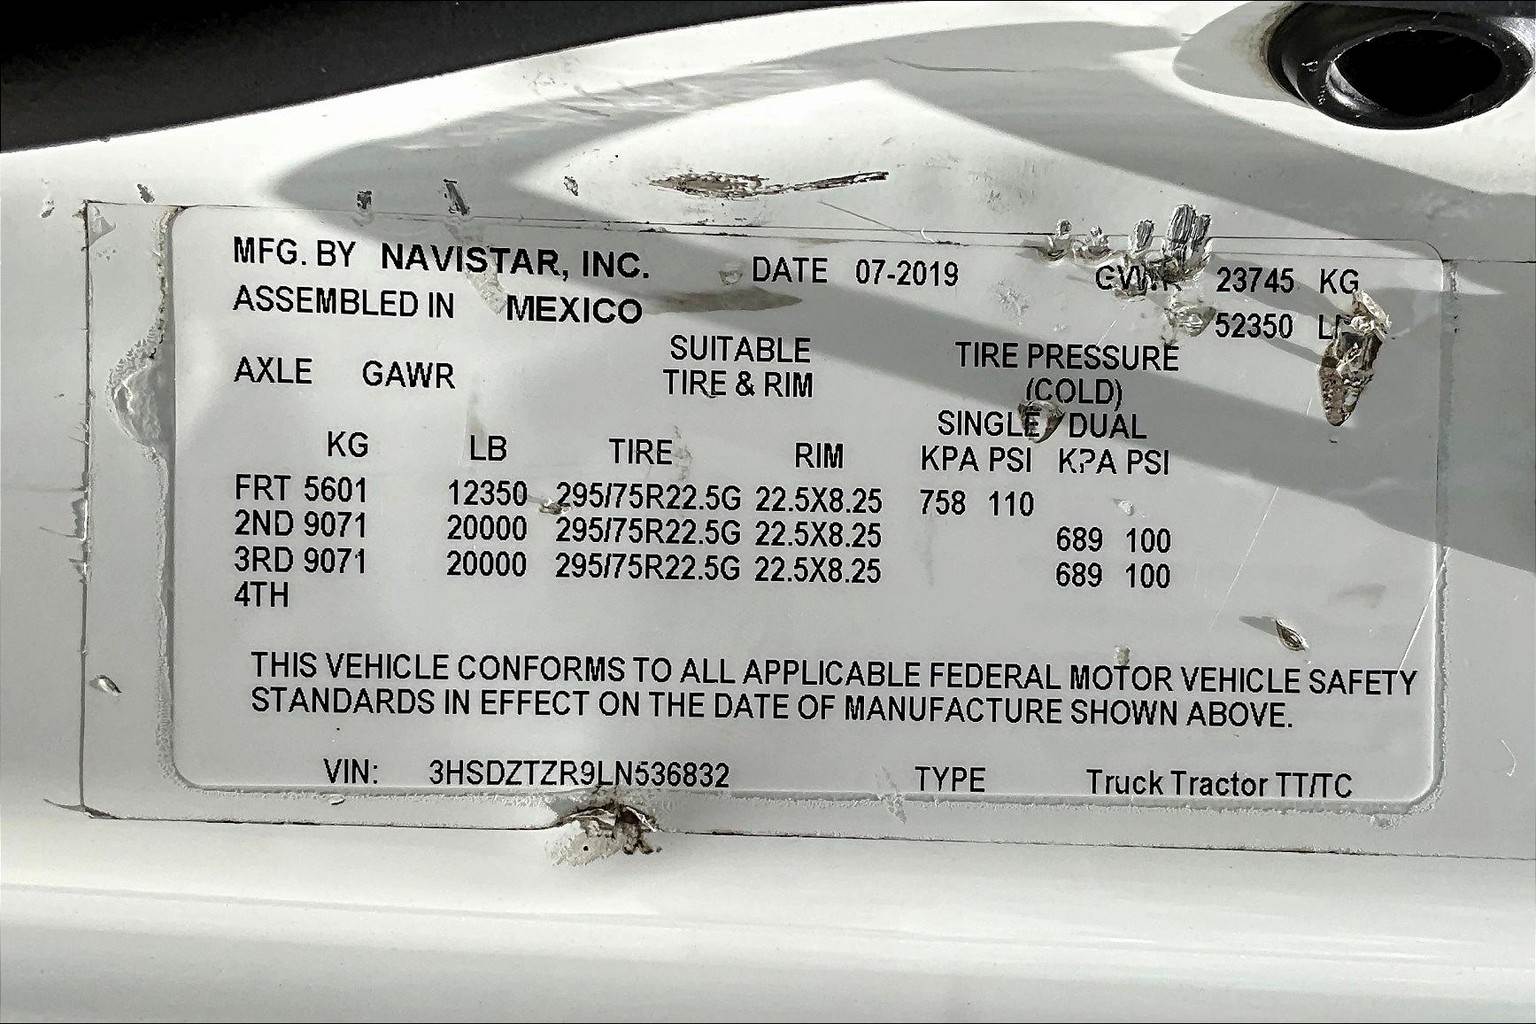 MFG. BY NAVISTAR, INC. DATE 07-2019 GVWR 23745 KG
ASSEMBLED IN MEXICO 52350
SUITABLE TIRE PRESSURE
AXLE GAWR TIRE & RIM (COLD)
SINGLE DUAL
KG LB TIRE RIM KPA PSI KPA PSI
FRT 5601 12350 295/75R22.5G 22.5X8.25 758 110
2ND 9071 20000 295/75R22.5G 22.5X8.25 689 100
3RD 9071 20000 295/75R22.5G 22.5X8.25 689 100
4TH
THIS VEHICLE CONFORMS TO ALL APPLICABLE FEDERAL MOTOR VEHICLE SAFETY
STANDARDS IN EFFECT ON THE DATE OF MANUFACTURE SHOWN ABOVE.
VIN: 3HSDZTZR9LN536832 TYPE Truck Tractor TT/TC